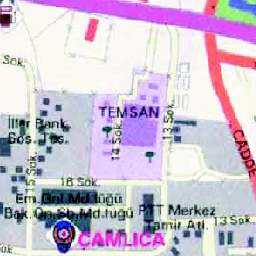 Sok.
TEMSAN
İller Bank.
Sos. Tes.
14 Sok.
13 Sok.
CADDE
15 Sok.
16 Sok.
Em.Gnl.Md.lüğü
Bak.On.Sb.Md.lüğü
PTT Merkez
Tamir Atl.
13 Sok.
ÇAMLICA